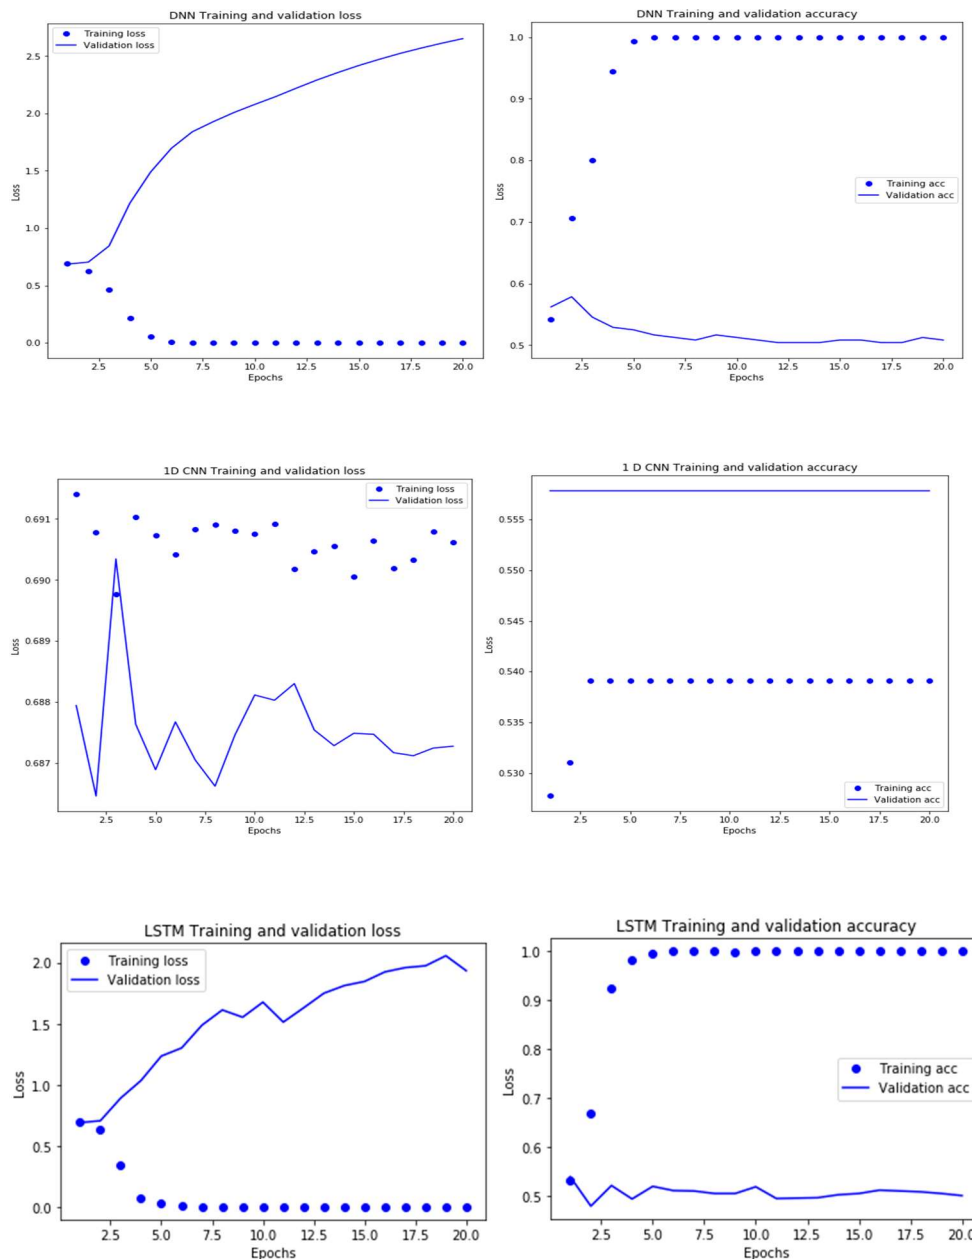 DNN Training and validation loss
Training loss
Validation loss
2.5
2.0
1.5
1.0
0.5
0.0
Loss
2.5 5.0 7.5 10.0 12.5 15.0 17.5 20.0
Epochs
DNN Training and validation accuracy
1.0
0.9
0.8
0.7
0.6
0.5
Loss
Training acc
Validation acc
2.5 5.0 7.5 10.0 12.5 15.0 17.5 20.0
Epochs
1D CNN Training and validation loss
Training loss
Validation loss
0.691
0.690
0.689
0.688
0.687
Loss
2.5 5.0 7.5 10.0 12.5 15.0 17.5 20.0
Epochs
1 D CNN Training and validation accuracy
0.555
0.550
0.545
0.540
0.535
0.530
Loss
Training acc
Validation acc
2.5 5.0 7.5 10.0 12.5 15.0 17.5 20.0
Epochs
LSTM Training and validation loss
Training loss
Validation loss
2.0
1.5
1.0
0.5
0.0
Loss
2.5 5.0 7.5 10.0 12.5 15.0 17.5 20.0
Epochs
LSTM Training and validation accuracy
1.0
0.9
0.8
0.7
0.6
0.5
Loss
Training acc
Validation acc
2.5 5.0 7.5 10.0 12.5 15.0 17.5 20.0
Epochs